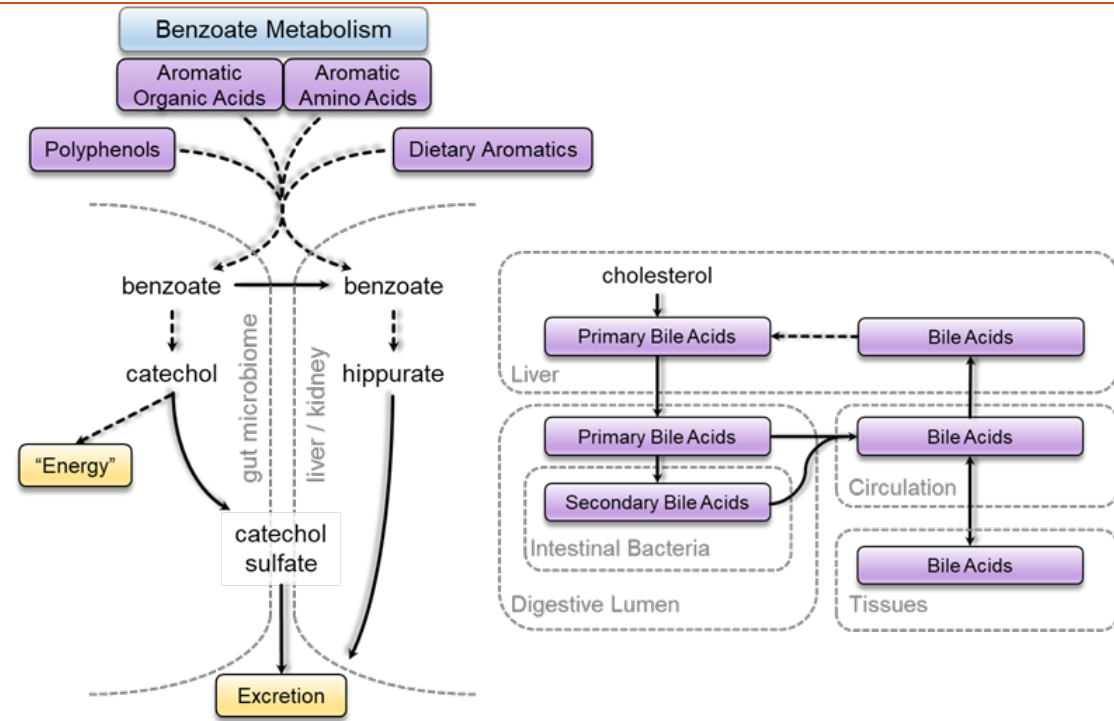 Benzoate Metabolism
Aromatic
Organic Acids
Aromatic
Amino Acids
Polyphenols
Dietary Aromatics
benzoate
benzoate
catechol
hippurate
gut microbiome
liver / kidney
“Energy”
catechol
sulfate
Excretion
cholesterol
Primary Bile Acids
Bile Acids
Liver
Primary Bile Acids
Bile Acids
Secondary Bile Acids
Circulation
Intestinal Bacteria
Bile Acids
Digestive Lumen
Tissues